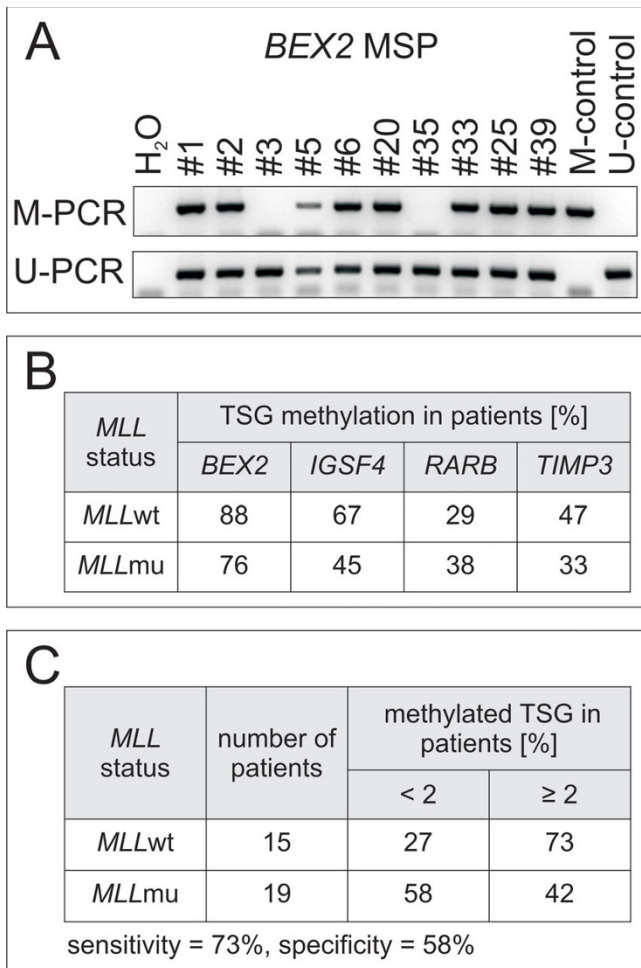 A
BEX2 MSP
H₂O #1 #2 #3 #5 #6 #20 #35 #33 #25 #39 M-control U-control
M-PCR
U-PCR
B
MLL status TSG methylation in patients [%]
BEX2 IGSF4 RARB TIMP3
MLLwt 88 67 29 47
MLLmu 76 45 38 33
C
MLL status number of patients methylated TSG in patients [%]
< 2 ≥ 2
MLLwt 15 27 73
MLLmu 19 58 42
sensitivity = 73%, specificity = 58%